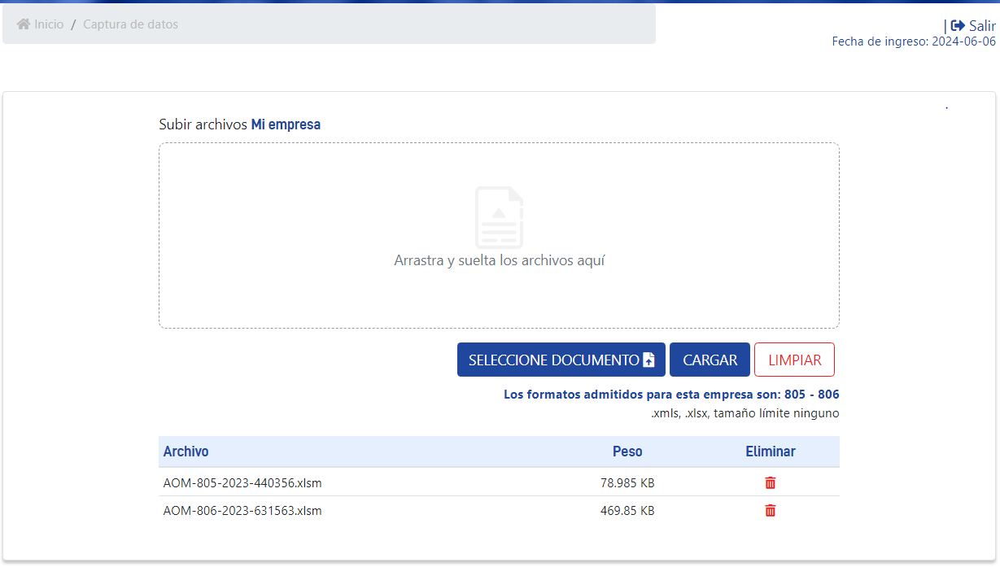 Inicio / Captura de datos
| Salir
Fecha de ingreso: 2024-06-06
Subir archivos Mi empresa
Arrastra y suelta los archivos aquí
SELECCIONE DOCUMENTO CARGAR LIMPIAR
Los formatos admitidos para esta empresa son: 805 - 806
.xmls, .xlsx, tamaño límite ninguno
Archivo Peso Eliminar
AOM-805-2023-440356.xlsm 78.985 KB
AOM-806-2023-631563.xlsm 469.85 KB